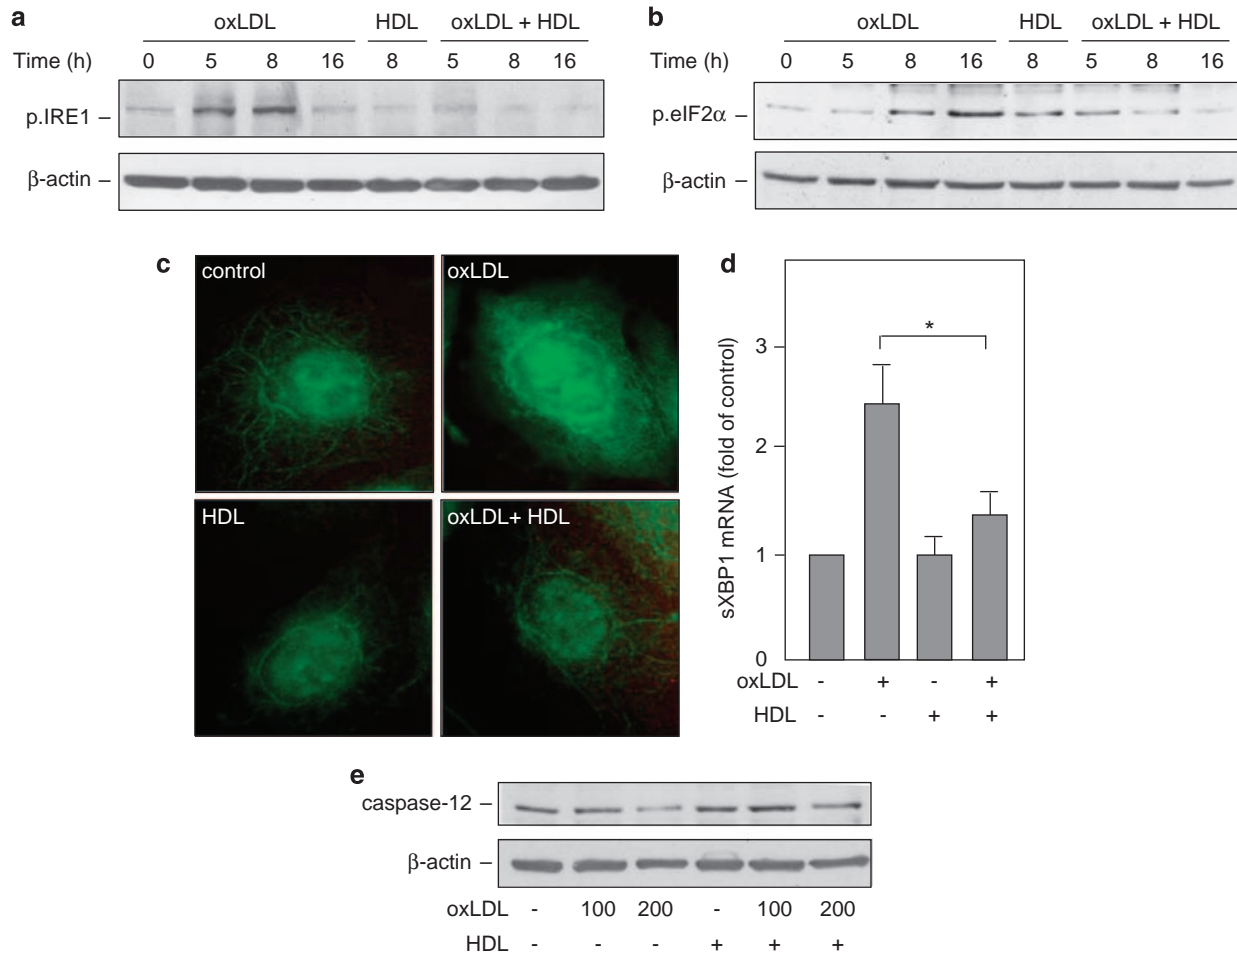 a
oxLDL HDL oxLDL + HDL
Time (h) 0 5 8 16 8 5 8 16
p.IRE1 –
β-actin –
b
oxLDL HDL oxLDL + HDL
Time (h) 0 5 8 16 8 5 8 16
p.eIF2α –
β-actin –
c
control
oxLDL
HDL
oxLDL+ HDL
d
sXBP1 mRNA (fold of control)
3
2
1
0
*
oxLDL - + - +
HDL - - + +
e
caspase-12 –
β-actin –
oxLDL - 100 200 - 100 200
HDL - - - + + +